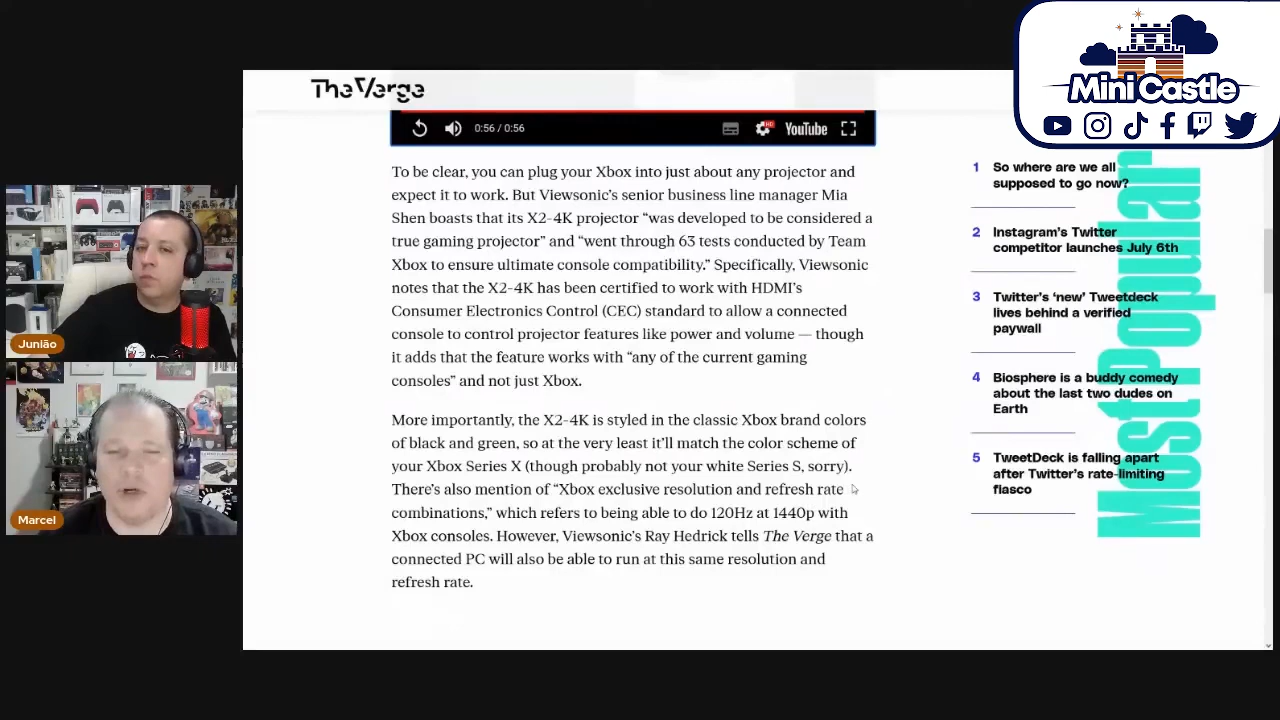 The Verge
Mini Castle
0:56 / 0:56
HD
YouTube
To be clear, you can plug your Xbox into just about any projector and
expect it to work. But Viewsonic’s senior business line manager Mia
Shen boasts that its X2-4K projector “was developed to be considered a
true gaming projector” and “went through 63 tests conducted by Team
Xbox to ensure ultimate console compatibility.” Specifically, Viewsonic
notes that the X2-4K has been certified to work with HDMI’s
Consumer Electronics Control (CEC) standard to allow a connected
console to control projector features like power and volume — though
it adds that the feature works with “any of the current gaming
consoles” and not just Xbox.
More importantly, the X2-4K is styled in the classic Xbox brand colors
of black and green, so at the very least it’ll match the color scheme of
your Xbox Series X (though probably not your white Series S, sorry).
There’s also mention of “Xbox exclusive resolution and refresh rate
combinations,” which refers to being able to do 120Hz at 1440p with
Xbox consoles. However, Viewsonic’s Ray Hedrick tells The Verge that a
connected PC will also be able to run at this same resolution and
refresh rate.
Most Popular
1 So where are we all
supposed to go now?
2 Instagram’s Twitter
competitor launches July 6th
3 Twitter’s ‘new’ Tweetdeck
lives behind a verified
paywall
4 Biosphere is a buddy comedy
about the last two dudes on
Earth
5 TweetDeck is falling apart
after Twitter’s rate-limiting
fiasco
Junião
Marcel